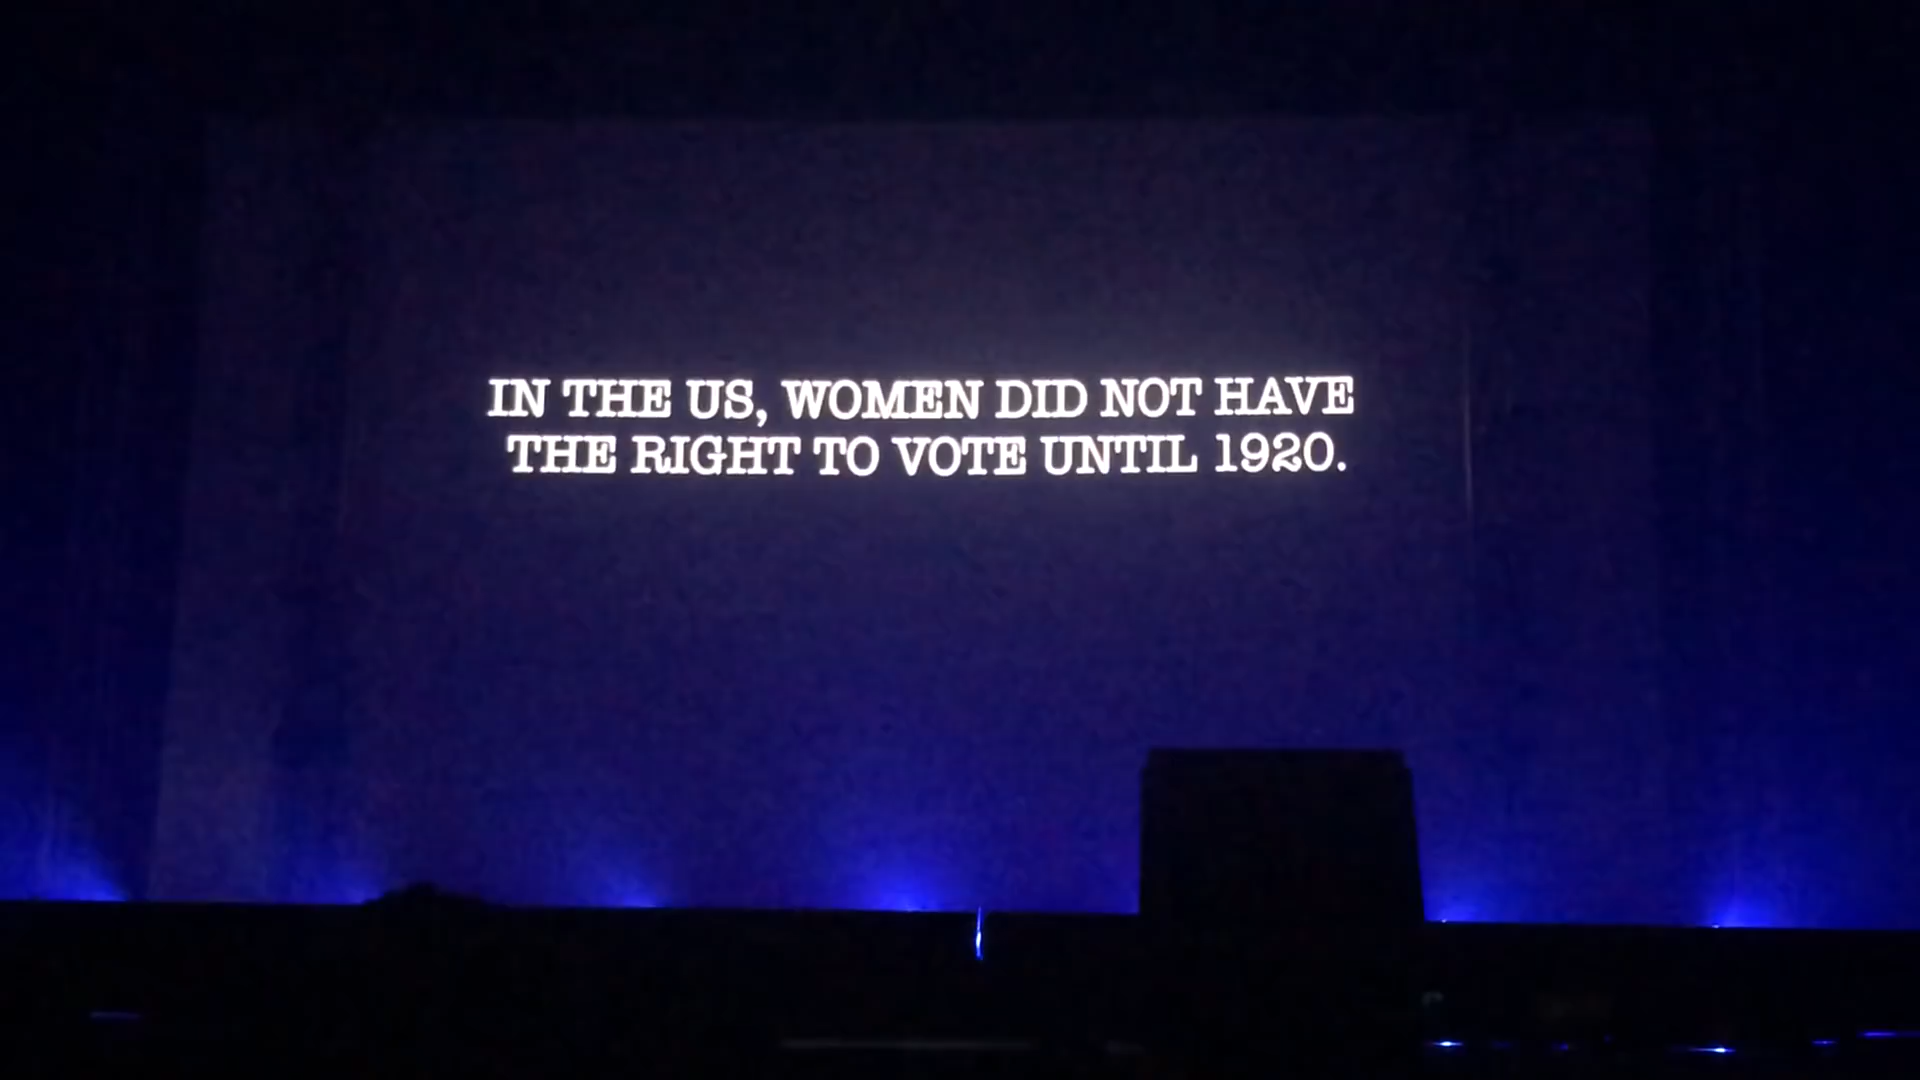 IN THE US, WOMEN DID NOT HAVE
THE RIGHT TO VOTE UNTIL 1920.